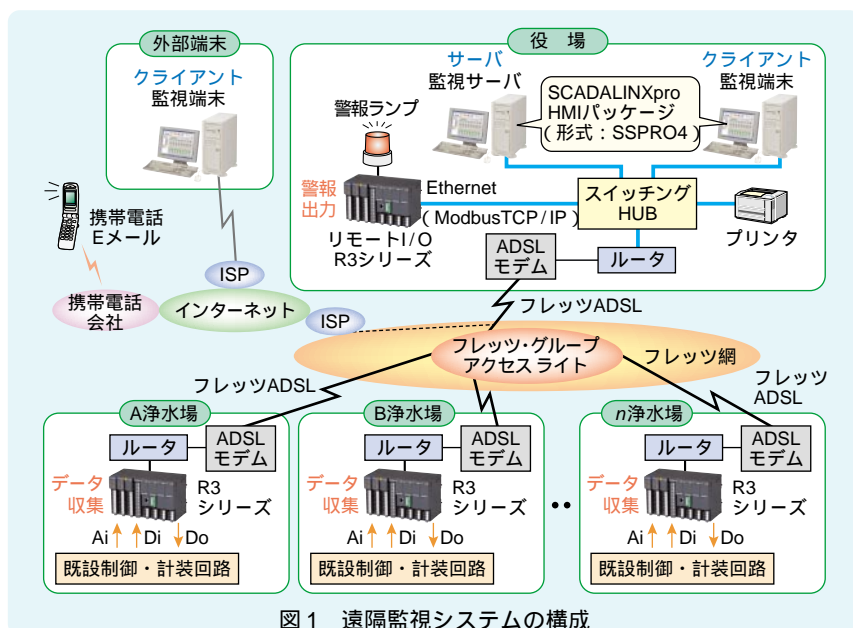 外部端末
クライアント
監視端末
役 場
サーバ
監視サーバ
クライアント
監視端末
SCADALINXpro
HMIパッケージ
(形式：SSPRO4)
警報ランプ
警報
出力
Ethernet
(ModbusTCP/IP)
リモートI/O
R3シリーズ
スイッチング
HUB
プリンタ
ADSL
モデム
ルータ
携帯電話
Eメール
携帯電話
会社
ISP
インターネット
ISP
フレッツADSL
フレッツ・グループ
アクセス ライト
フレッツ網
フレッツADSL
フレッツ
ADSL
A浄水場
ルータ
ADSL
モデム
データ
収集
R3
シリーズ
Ai
Di
Do
既設制御・計装回路
B浄水場
ルータ
ADSL
モデム
データ
収集
R3
シリーズ
Ai
Di
Do
既設制御・計装回路
••
n浄水場
ルータ
ADSL
モデム
データ
収集
R3
シリーズ
Ai
Di
Do
既設制御・計装回路
図1 遠隔監視システムの構成